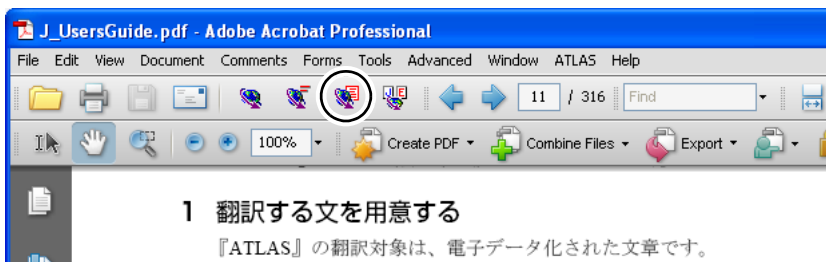 J_UsersGuide.pdf - Adobe Acrobat Professional
File Edit View Document Comments Forms Tools Advanced Window ATLAS Help
11 / 316 Find
100% Create PDF Combine Files Export
1 翻訳する文を用意する
『ATLAS』の翻訳対象は、電子データ化された文章です。